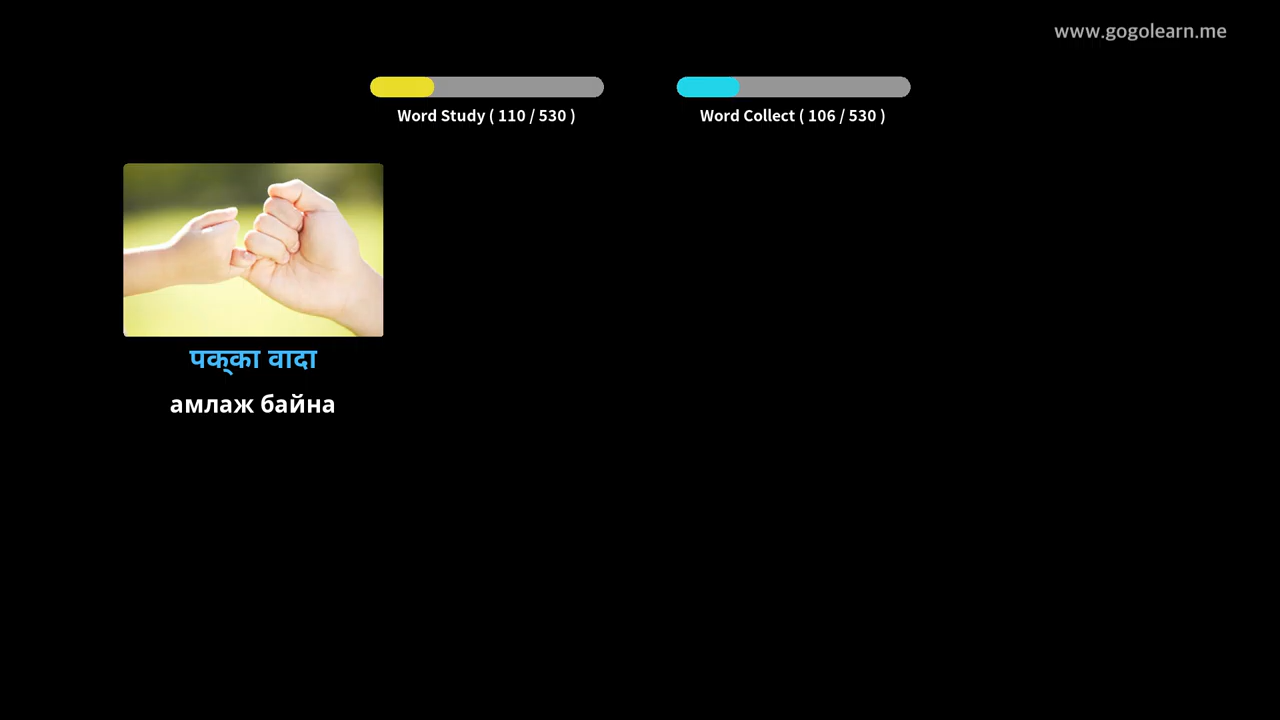 www.gogolearn.me
Word Study ( 110 / 530 )
Word Collect ( 106 / 530 )
पक्‌का वादा
амлаж байна